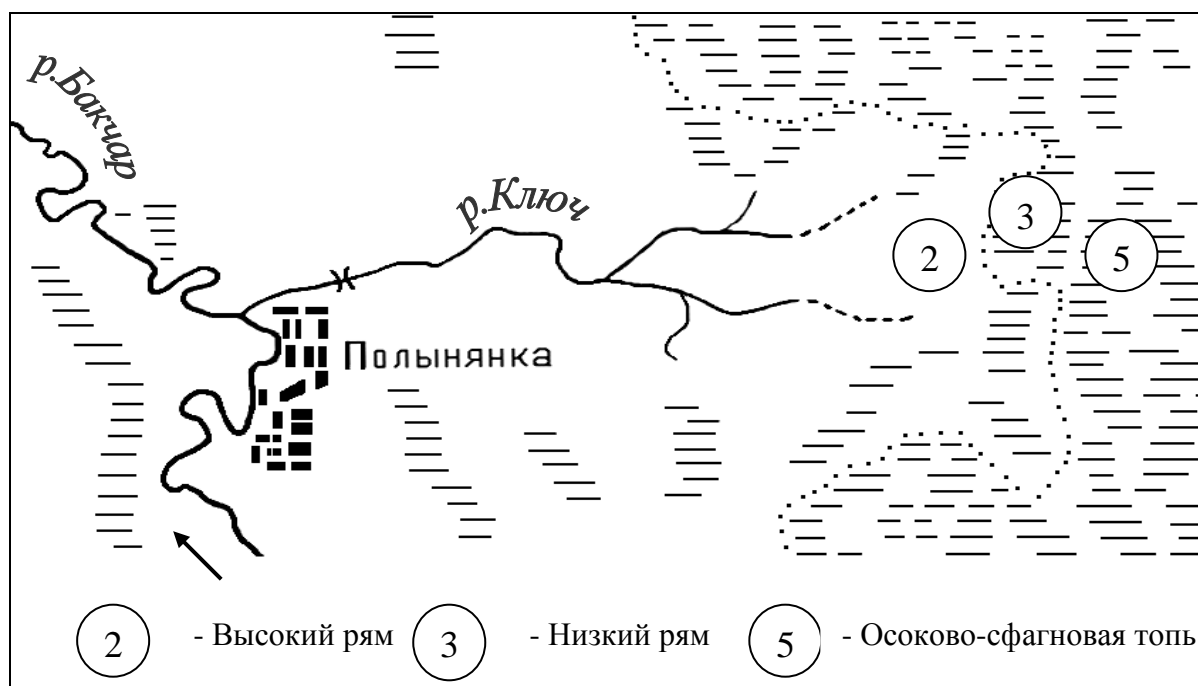 р.Бакчар
р.Ключ
3
2
5
Полынянка
2 - Высокий рям 3 - Низкий рям 5 - Осоково-сфагновая топь